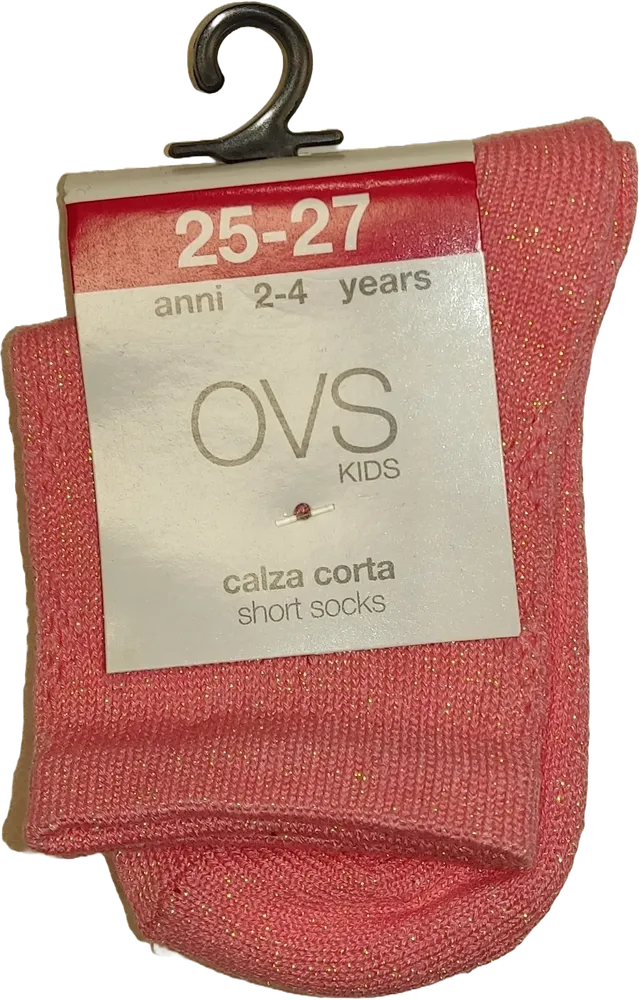 25-27
anni 2-4 years
OVS
KIDS
calza corta
short socks